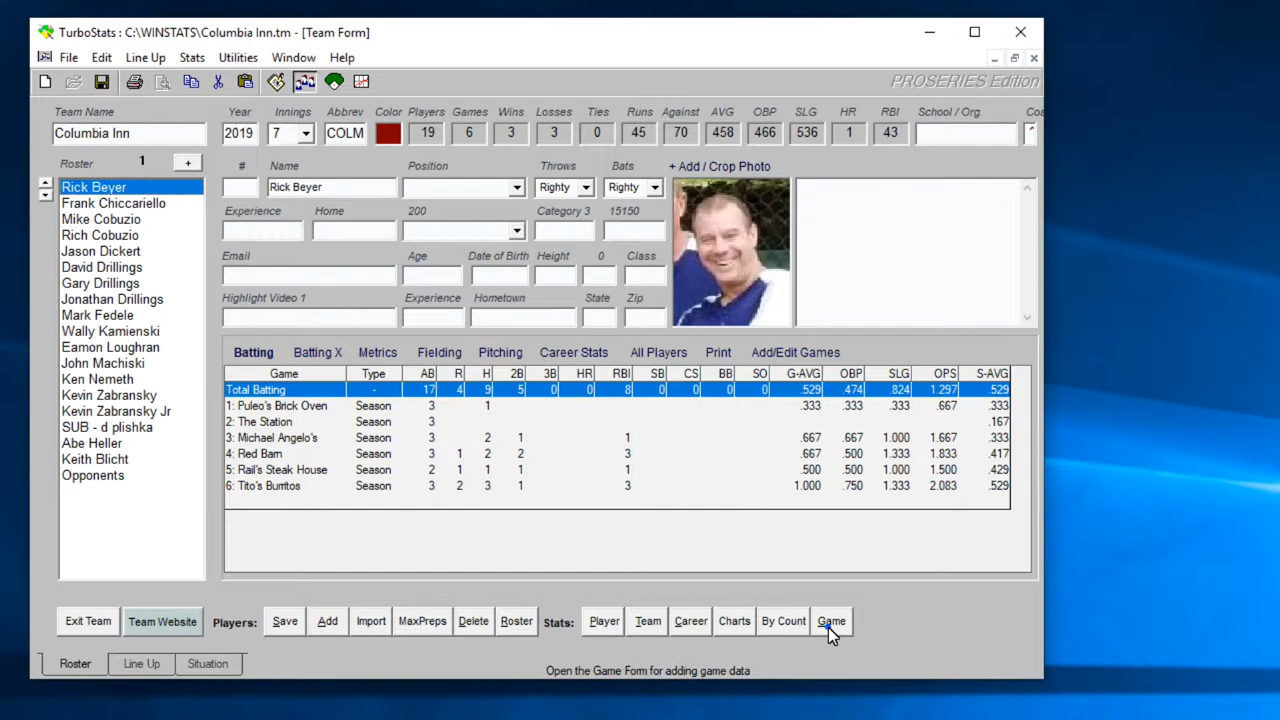 TurboStats : C:\WINSTATS\Columbia Inn.tm - [Team Form]
File Edit Line Up Stats Utilities Window Help
PROSERIES Edition
Team Name Year Innings Abbrev Color Players Games Wins Losses Ties Runs Against AVG OBP SLG HR RBI School / Org.
Columbia Inn 2019 7 COLM 19 6 3 3 0 45 70 458 466 536 1 43
Roster 1 + # Name Position Throws Bats + Add / Crop Photo
Rick Beyer Righty Righty
Experience Home 200 Category 3 15150
Email Age Date of Birth Height 0 Class
Highlight Video 1 Experience Hometown State Zip
Rick Beyer
Frank Chiccariello
Mike Cobuzio
Rich Cobuzio
Jason Dickert
David Drillings
Gary Drillings
Jonathan Drillings
Mark Fedele
Wally Kamienski
Eamon Loughran
John Machiski
Ken Nemeth
Kevin Zabransky
Kevin Zabransky Jr
SUB - d plishka
Abe Heller
Keith Blicht
Opponents
Batting Batting X Metrics Fielding Pitching Career Stats All Players Print Add/Edit Games
Game Type AB R H 2B 3B HR RBI SB CS BB SO G-AVG OBP SLG OPS S-AVG
Total Batting - 17 4 9 5 0 0 8 0 0 0 0 .529 .474 .824 1.297 .529
1: Puleo's Brick Oven Season 3 1 .333 .333 .333 .667 .333
2: The Station Season 3 .167
3: Michael Angelo's Season 3 2 1 1 .667 .667 1.000 1.667 .333
4: Red Barn Season 3 1 2 2 3 .667 .500 1.333 1.833 .417
5: Rail's Steak House Season 2 1 1 1 1 .500 .500 1.000 1.500 .429
6: Tito's Burritos Season 3 2 3 1 3 1.000 .750 1.333 2.083 .529
Exit Team Team Website Players: Save Add Import MaxPreps Delete Roster Stats: Player Team Career Charts By Count Game
Roster Line Up Situation
Open the Game Form for adding game data